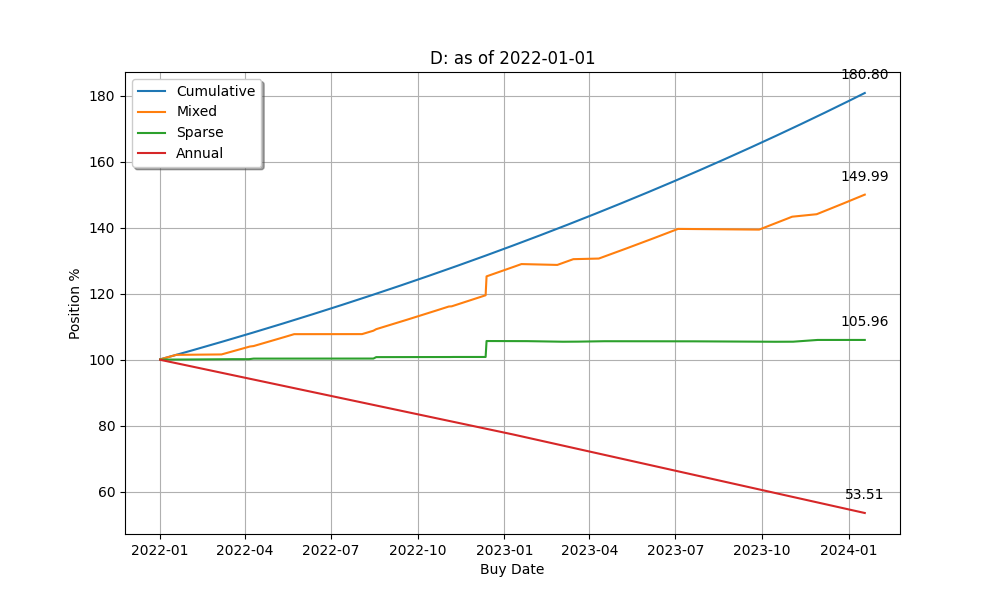 D: as of 2022-01-01
Cumulative
Mixed
Sparse
Annual
180.80
149.99
105.96
53.51
Position %
180
160
140
120
100
80
60
2022-01 2022-04 2022-07 2022-10 2023-01 2023-04 2023-07 2023-10 2024-01
Buy Date